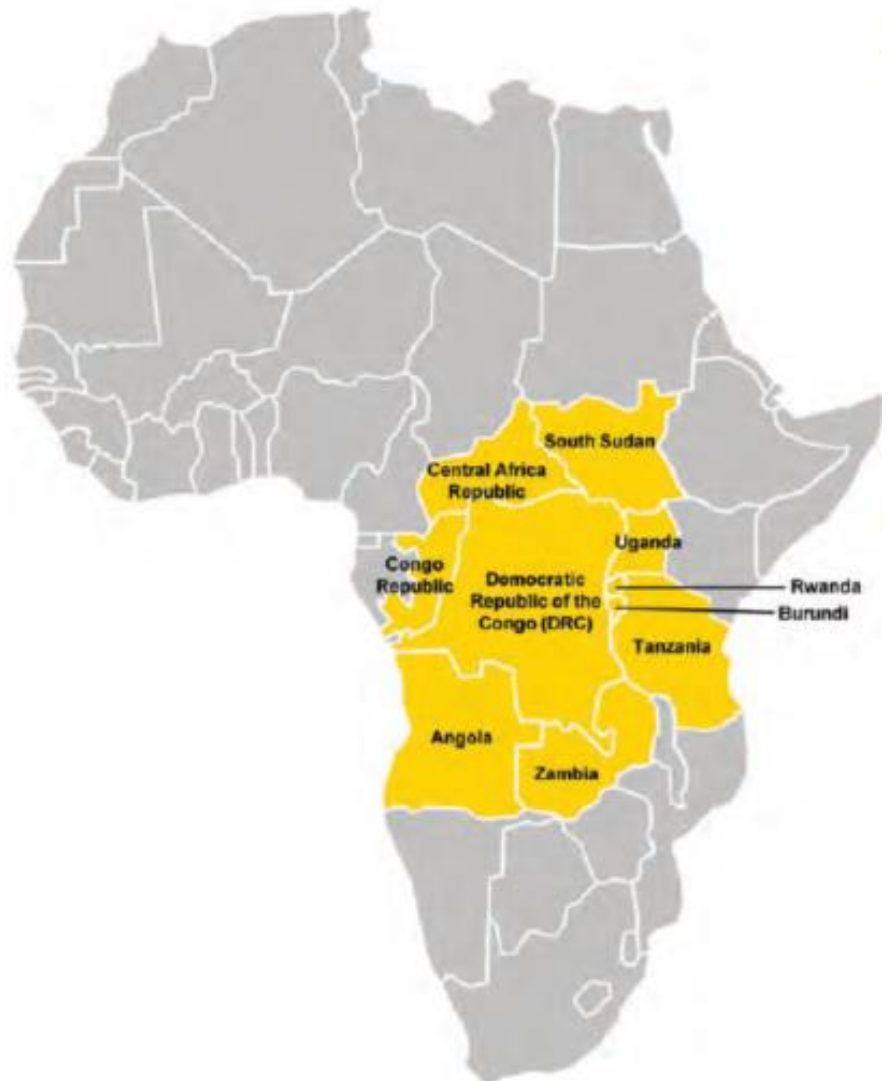 South Sudan
Central Africa
Republic
Uganda
Congo
Republic
Democratic
Republic of the
Congo (DRC)
Rwanda
Burundi
Tanzania
Angola
Zambia